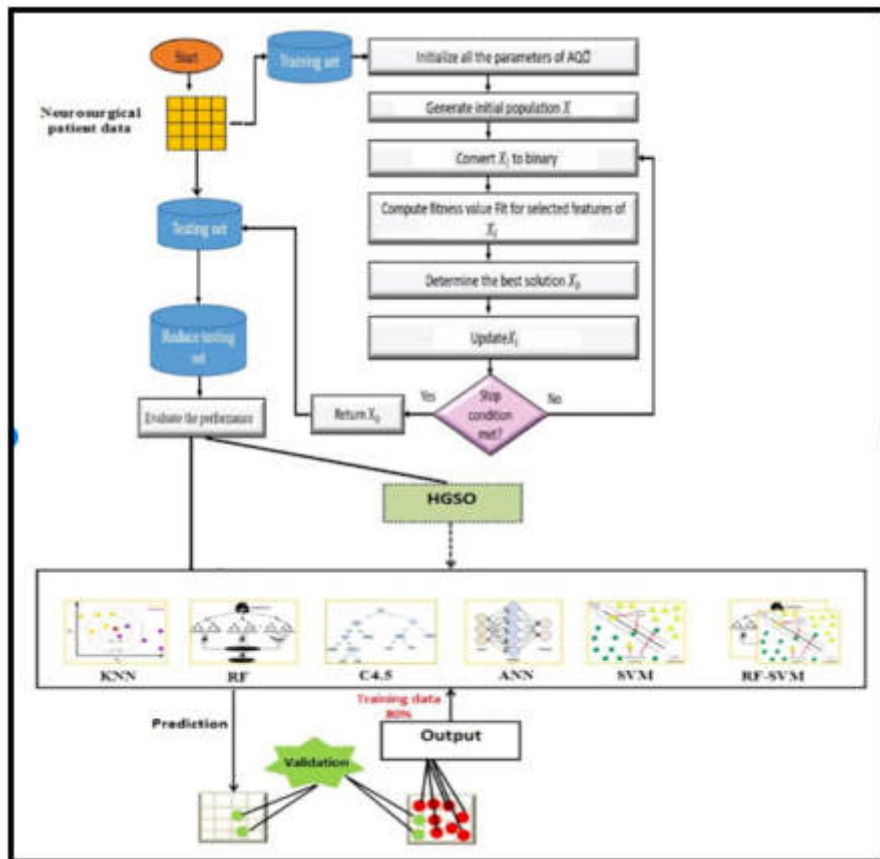 Start
Training set
Neurosurgical
patient data
Initialize all the parameters of
Generate initial population X
Convert Xᵢ to binary
Compute fitness value Fit for selected features of
Xᵢ
Determine the best solution X_b
Update Xᵢ
Stop
condition
met?
Yes
No
Return X_b
Testing set
Reduce testing
set
Evaluate the performance
HGSO
KNN
RF
C4.5
ANN
SVM
RF-SVM
Training data
80%
Prediction
Output
Validation